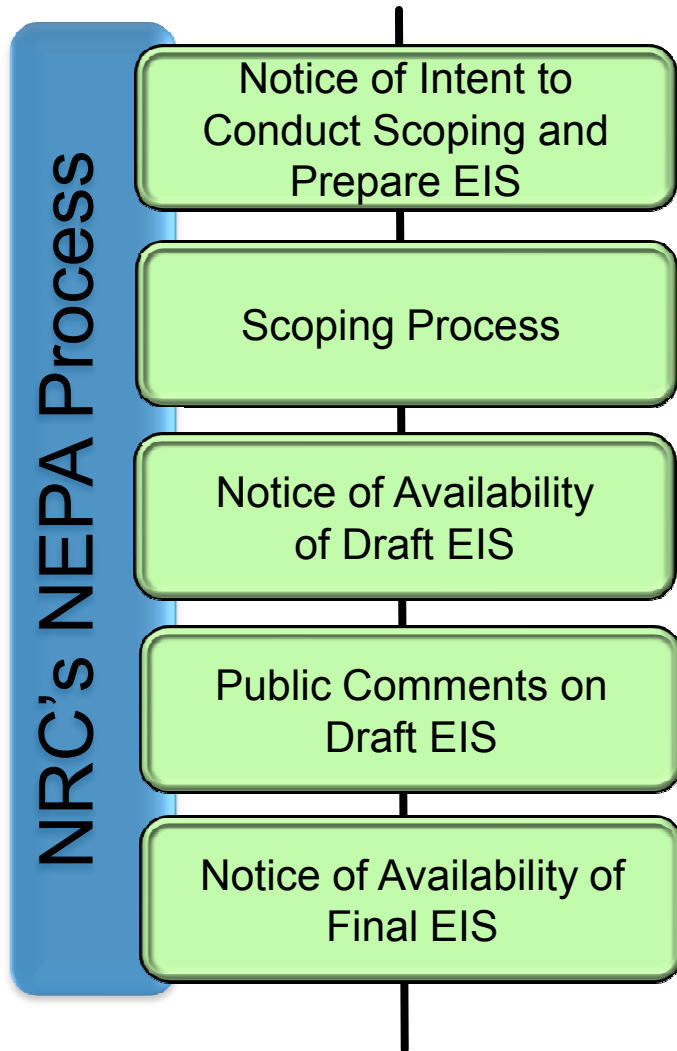 NRC’s NEPA Process
Notice of Intent to
Conduct Scoping and
Prepare EIS
Scoping Process
Notice of Availability
of Draft EIS
Public Comments on
Draft EIS
Notice of Availability of
Final EIS